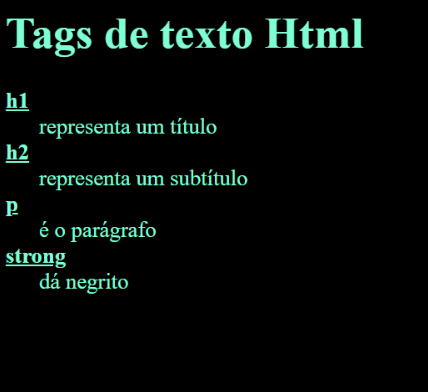 Tags de texto Html
h1
representa um título
h2
representa um subtítulo
p
é o parágrafo
strong
dá negrito